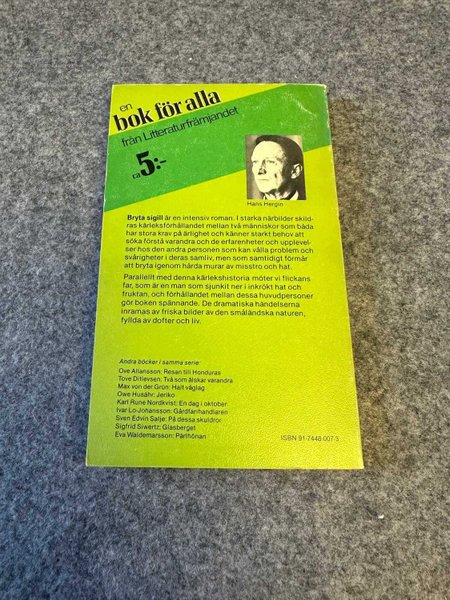 en
bok för alla
från Litteraturfrämjandet
ca 5:-
Hans Hergin
Bryta sigill är en intensiv roman. I starka närbilder skild-
ras kärleksförhållandet mellan två människor som båda
har stora krav på ärlighet och känner starkt behov att
söka förstå varandra och de erfarenheter och upplevel-
ser hos den andra personen som kan vålla problem och
svårigheter i deras samliv, men som samtidigt förmår
att bryta igenom hårda murar av misstro och hat.
Parallellt med denna kärlekshistoria möter vi flickans
far, som är en man som sjunkit ner i inkrökt hat och
fruktan, och förhållandet mellan dessa huvudpersoner
gör boken spännande. De dramatiska händelserna
inramas av friska bilder av den småländska naturen,
fyllda av dofter och liv.
Andra böcker i samma serie:
Ove Allansson: Resan till Honduras
Tove Ditlevsen: Två som älskar varandra
Max von der Grün: Halt väglag
Owe Husáhr: Jeriko
Karl Rune Nordkvist: En dag i oktober
Ivar Lo-Johansson: Gårdfarihandlaren
Sven Edvin Salje: På dessa skuldror
Sigfrid Siwertz: Glasberget
Eva Waldemarsson: Pärlhönan
ISBN 91-7448-007-3